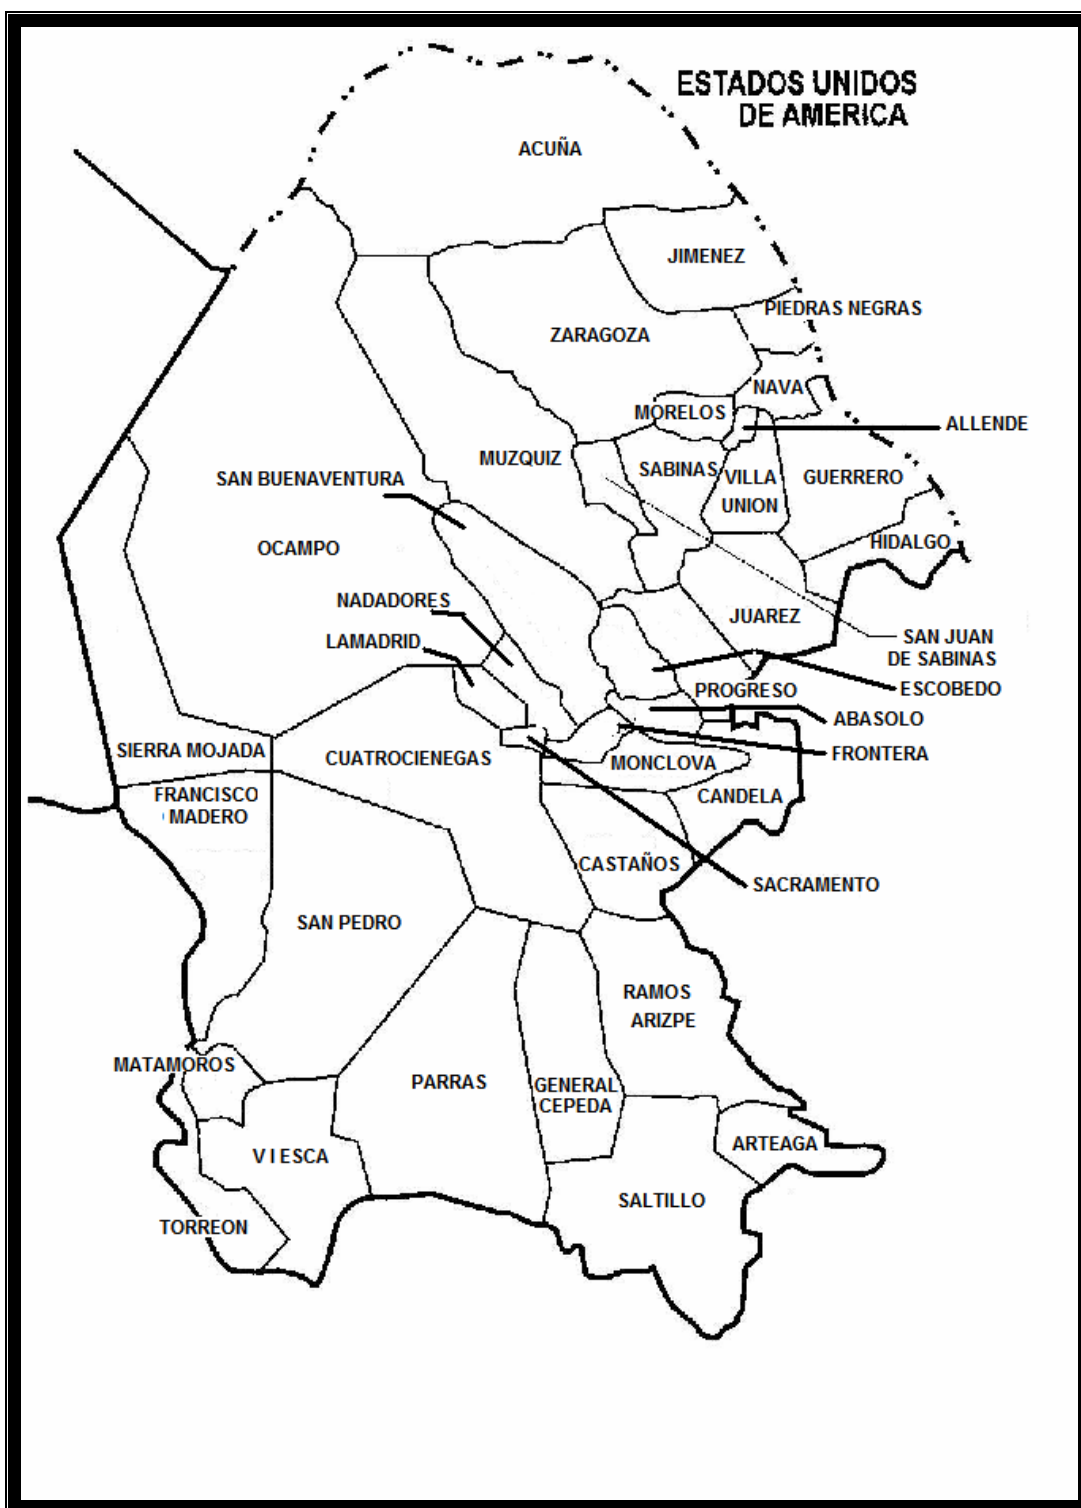 ESTADOS UNIDOS
DE AMERICA
ACUÑA
JIMENEZ
PIEDRAS NEGRAS
ZARAGOZA
NAVA
MORELOS
ALLENDE
MUZQUIZ
SABINAS
SAN BUENAVENTURA
VILLA
UNION
GUERRERO
OCAMPO
HIDALGO
NADADORES
JUAREZ
LAMADRID
SAN JUAN
DE SABINAS
PROGRESO
ESCOBEDO
ABASOLO
SIERRA MOJADA
CUATROCIENEGAS
MONCLOVA
FRONTERA
FRANCISCO
MADERO
CANDELA
CASTAÑOS
SACRAMENTO
SAN PEDRO
RAMOS
ARIZPE
MATAMOROS
PARRAS
GENERAL
CEPEDA
ARTEAGA
VIESCA
SALTILLO
TORREON